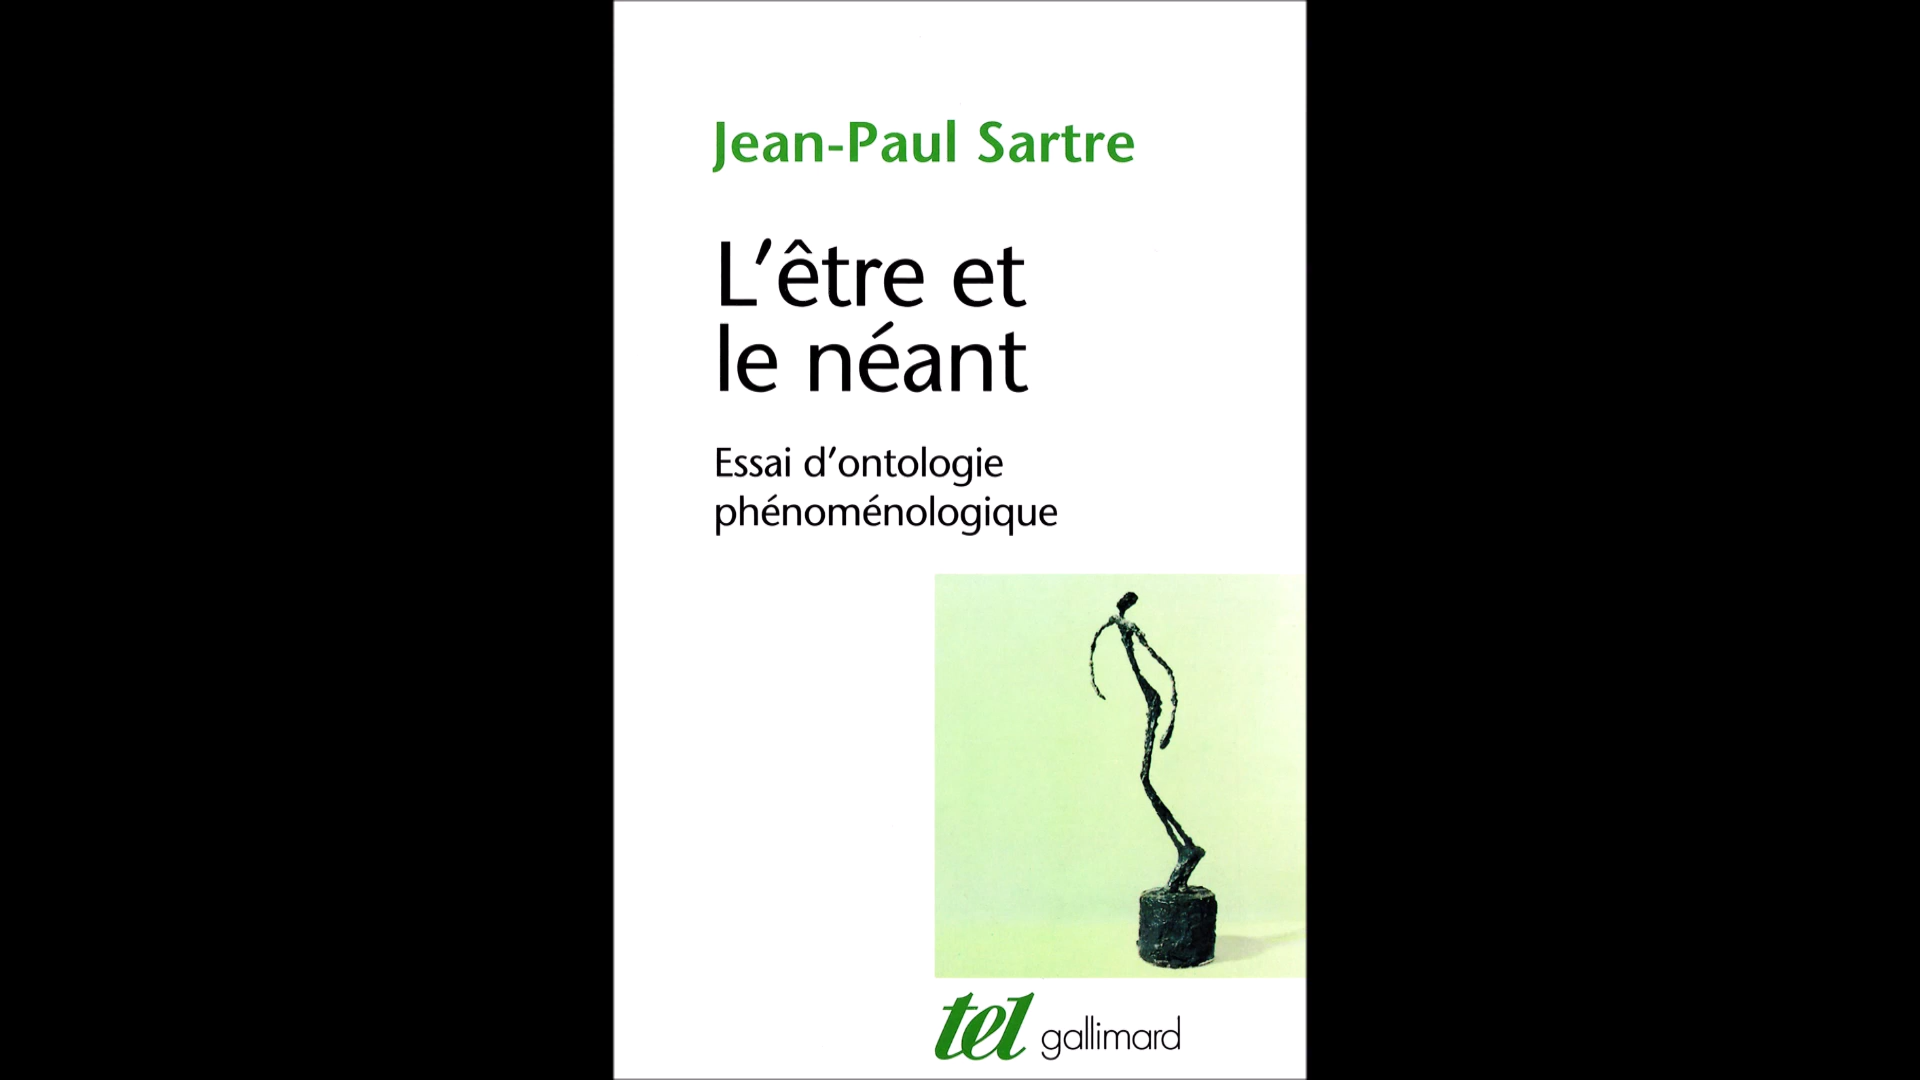 Jean-Paul Sartre
L'être et
le néant
Essai d'ontologie
phénoménologique
tel gallimard